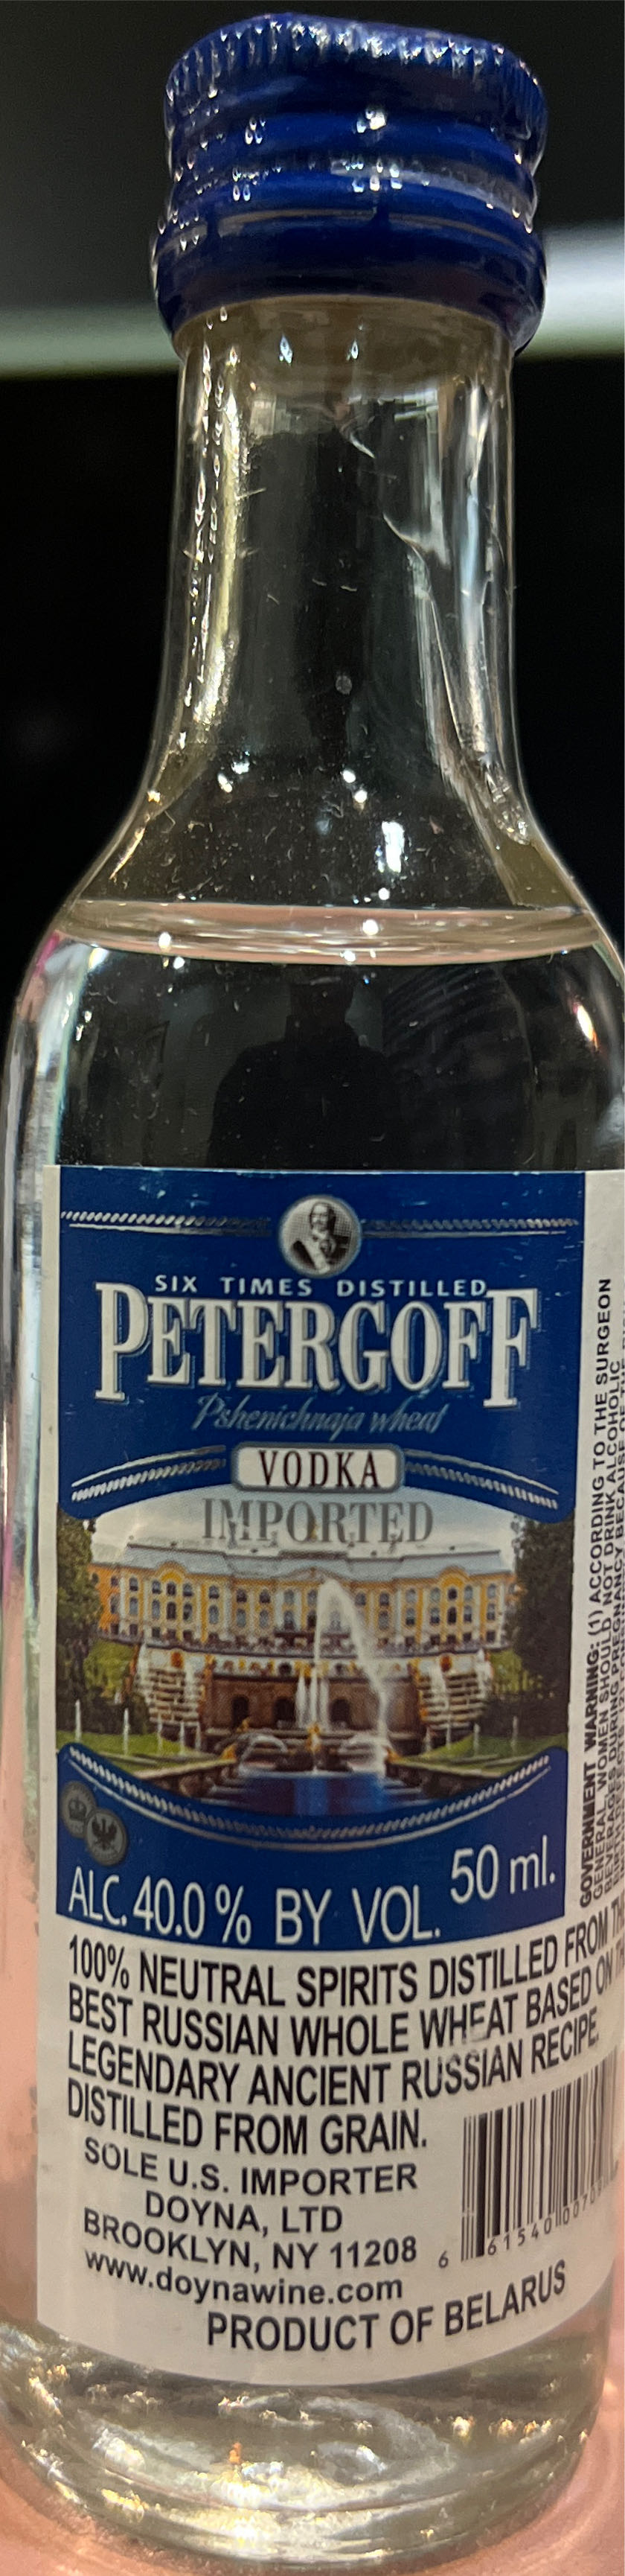 SIX TIMES DISTILLED
PETERGOFF
Pshenichnaja wheat
VODKA
IMPORTED
ALC. 40.0% BY VOL. 50 ml.
100% NEUTRAL SPIRITS DISTILLED FROM THE
BEST RUSSIAN WHOLE WHEAT BASED ON
LEGENDARY ANCIENT RUSSIAN RECIPE.
DISTILLED FROM GRAIN.
SOLE U.S. IMPORTER
DOYNA, LTD
BROOKLYN, NY 11208
www.doynawine.com
PRODUCT OF BELARUS
6 61540 007
GOVERNMENT WARNING: (1) ACCORDING TO THE SURGEON
GENERAL, WOMEN SHOULD NOT DRINK ALCOHOLIC
BEVERAGES DURING PREGNANCY BECAUSE OF THE